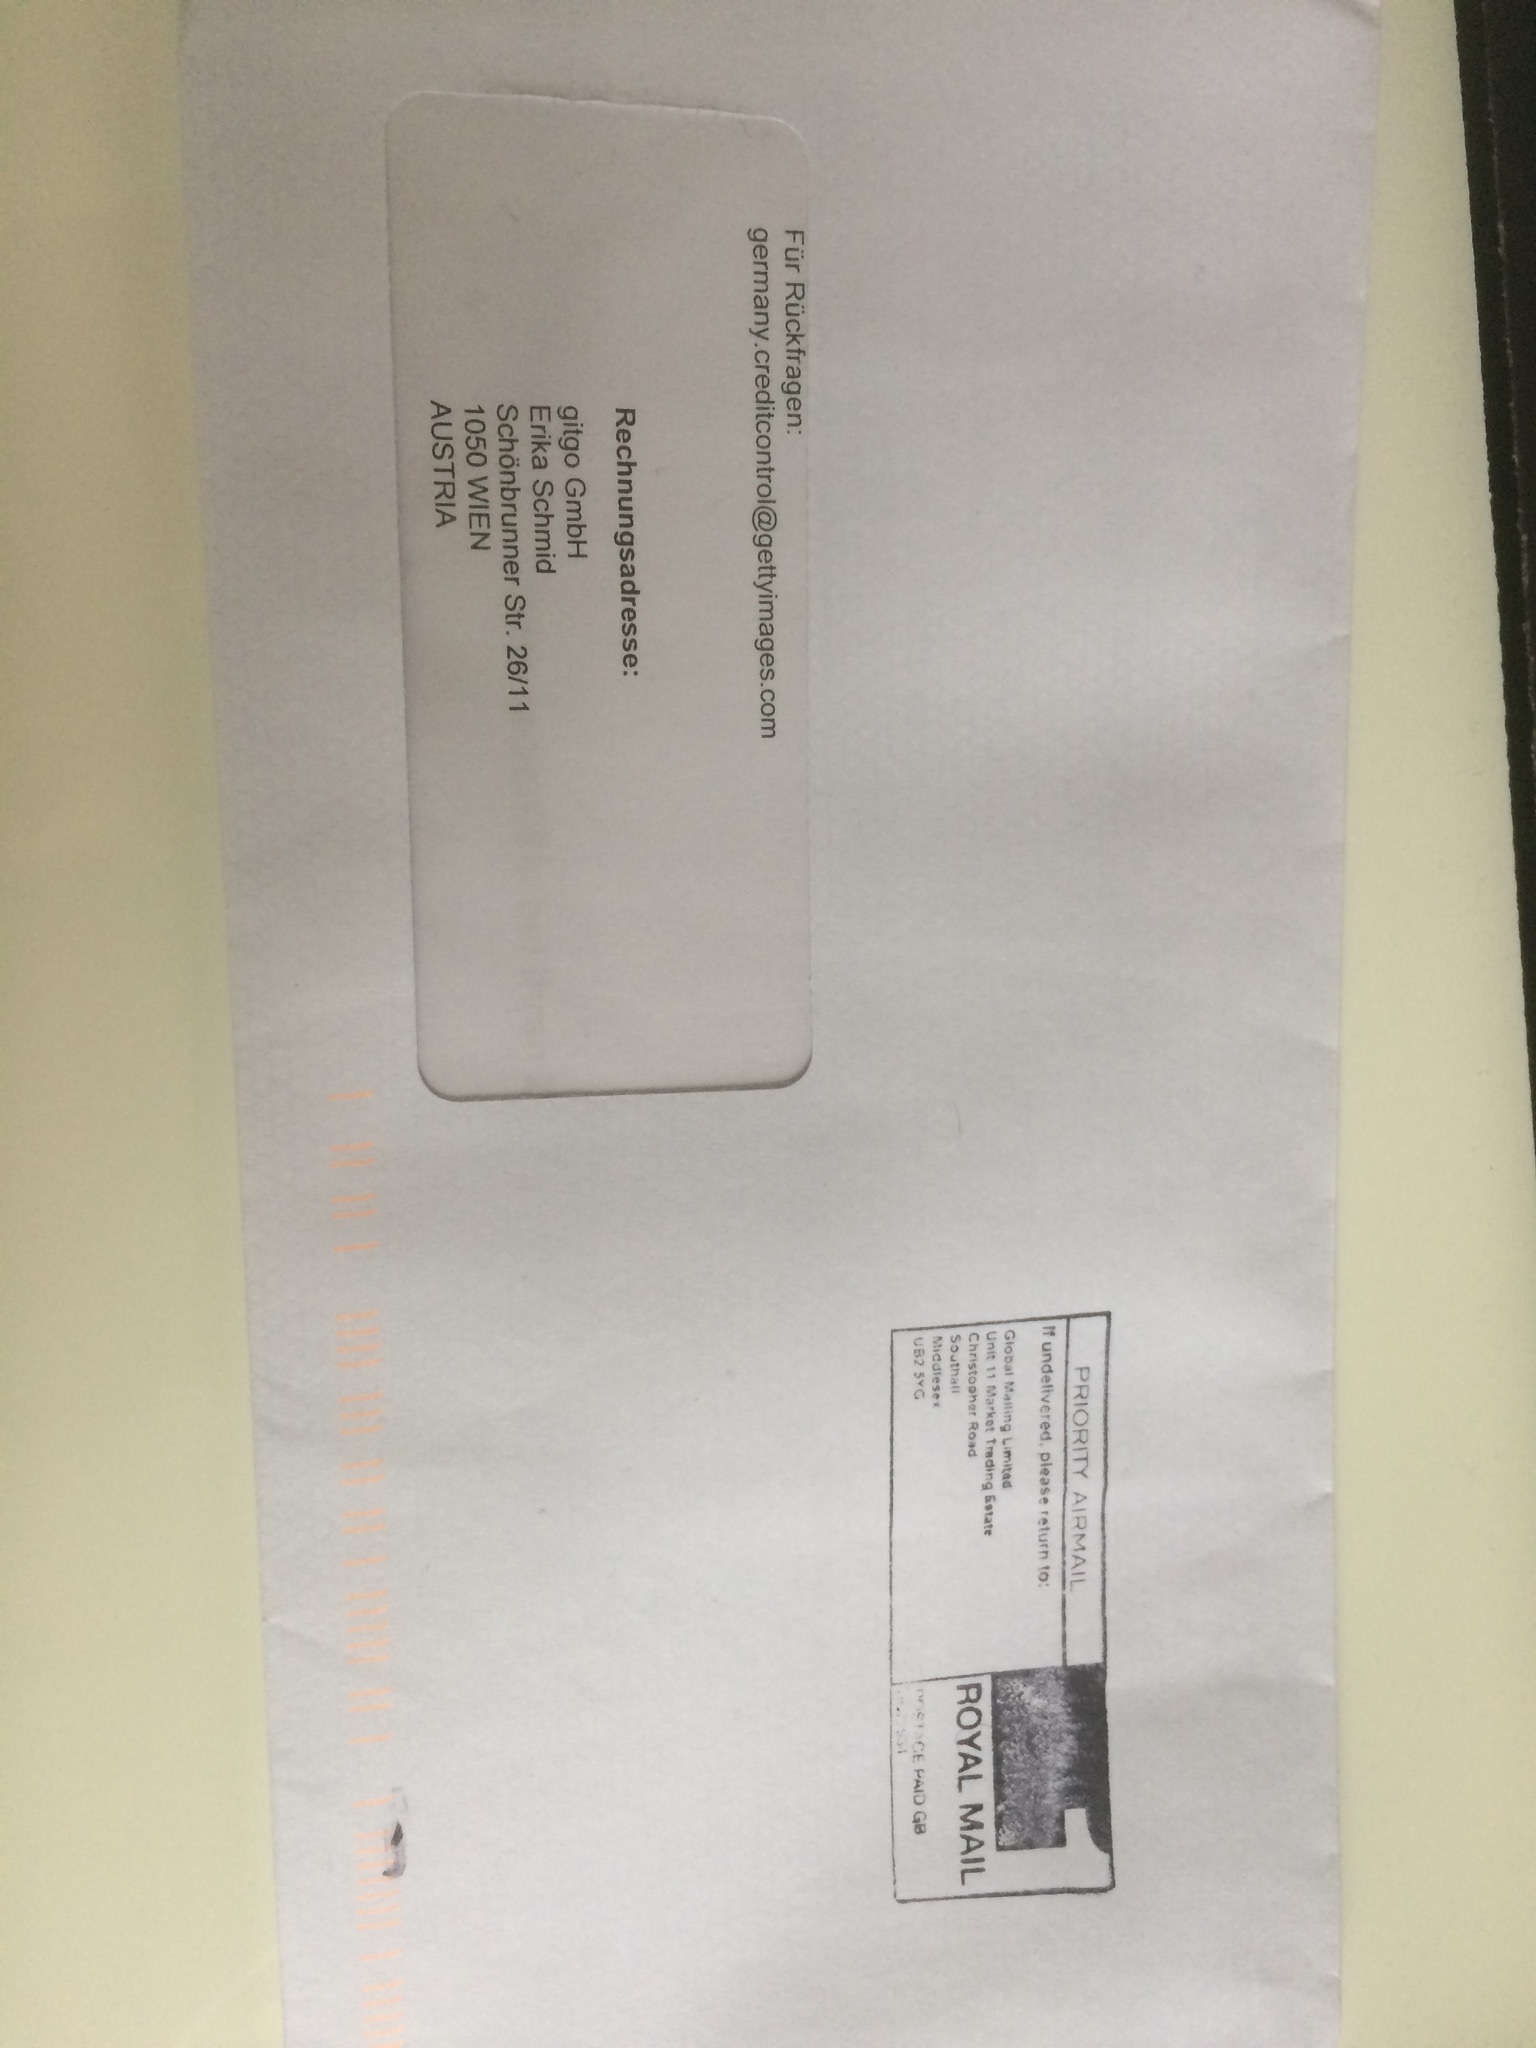 Für Rückfragen:
germany.creditcontrol@gettyimages.com
Rechnungsadresse:
gitgo GmbH
Erika Schmid
Schönbrunner Str. 26/11
1050 WIEN
AUSTRIA
PRIORITY AIRMAIL
If undelivered, please return to:
Global Mailing Limited
Unit 11 Market Trading Estate
Christopher Road
Southall
Middlesex
UB2 5YG
ROYAL MAIL
POSTAGE PAID GB